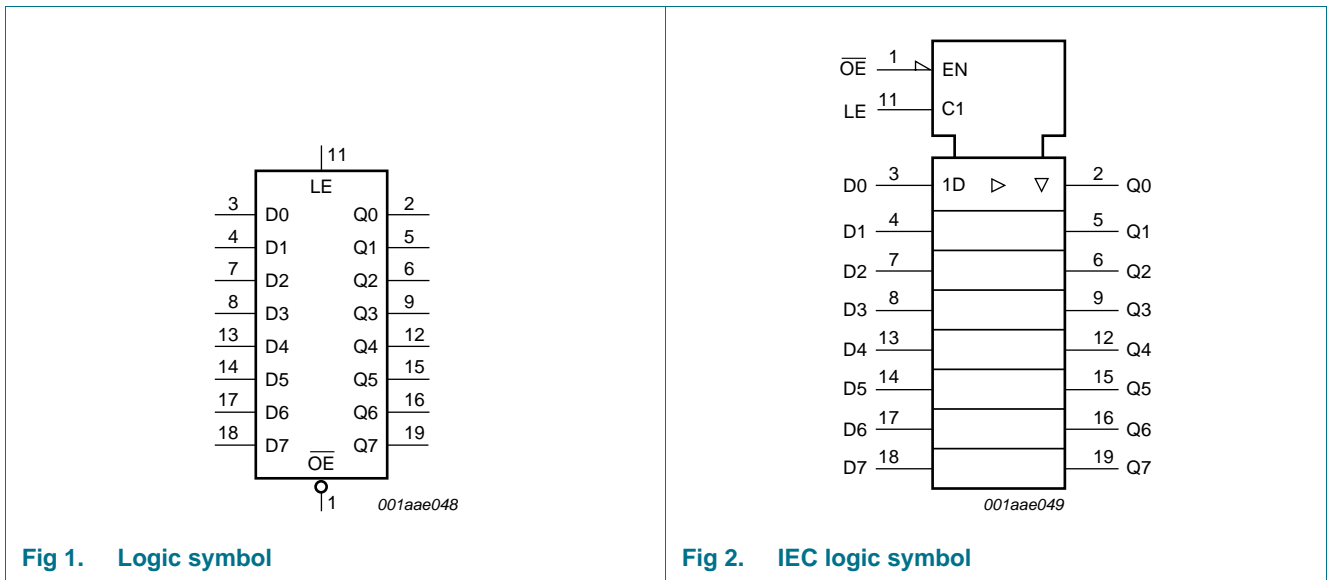 11
LE
3 D0 Q0 2
4 D1 Q1 5
7 D2 Q2 6
8 D3 Q3 9
13 D4 Q4 12
14 D5 Q5 15
17 D6 Q6 16
18 D7 Q7 19
OE
1 001aae048
Fig 1. Logic symbol
OE 1 EN
LE 11 C1
D0 3 1D 2 Q0
D1 4 5 Q1
D2 7 6 Q2
D3 8 9 Q3
D4 13 12 Q4
D5 14 15 Q5
D6 17 16 Q6
D7 18 19 Q7
001aae049
Fig 2. IEC logic symbol